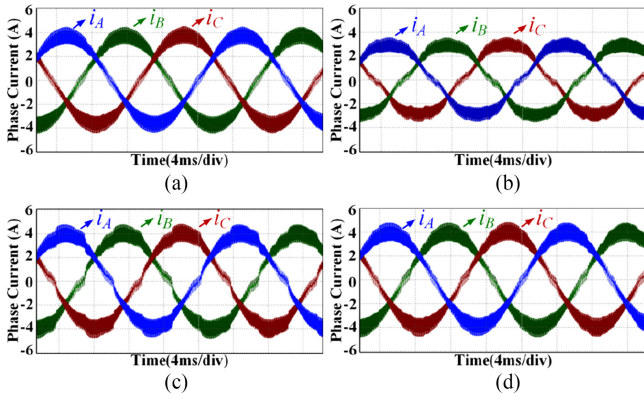 6
4
2
0
-2
-4
-6
Phase Current (A)
iA
iB
iC
Time(4ms/div)
(a)
6
4
2
0
-2
-4
-6
Phase Current (A)
iA
iB
iC
Time(4ms/div)
(b)
6
4
2
0
-2
-4
-6
Phase Current (A)
iA
iB
iC
Time(4ms/div)
(c)
6
4
2
0
-2
-4
-6
Phase Current (A)
iA
iB
iC
Time(4ms/div)
(d)